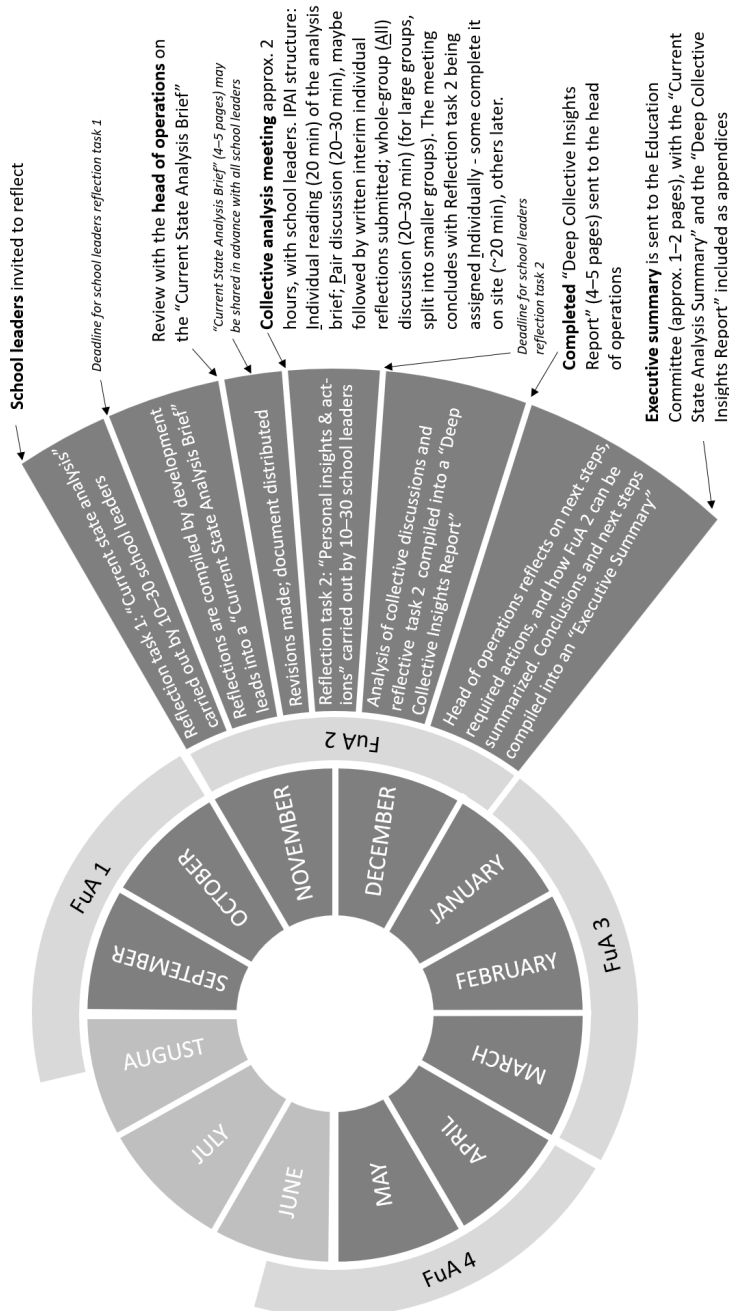 School leaders invited to reflect
Deadline for school leaders reflection task 1
Review with the head of operations on
the “Current State Analysis Brief”
“Current State Analysis Brief” (4–5 pages) may
be shared in advance with all school leaders
Collective analysis meeting approx. 2
hours, with school leaders. IPAI structure:
Individual reading (20 min) of the analysis
brief; Pair discussion (20–30 min), maybe
followed by written interim individual
reflections submitted; whole-group (All)
discussion (20–30 min) (for large groups,
split into smaller groups). The meeting
concludes with Reflection task 2 being
assigned Individually - some complete it
on site (~20 min), others later.
Deadline for school leaders
reflection task 2
Completed “Deep Collective Insights
Report” (4–5 pages) sent to the head
of operations
Executive summary is sent to the Education
Committee (approx. 1–2 pages), with the “Current
State Analysis Summary” and the “Deep Collective
Insights Report” included as appendices
Reflection task 1: “Current state analysis”
carried out by 10–30 school leaders
Reflections are compiled by development
leads into a “Current State Analysis Brief”
Revisions made; document distributed
Reflection task 2: “Personal insights & act-
ions” carried out by 10–30 school leaders
Analysis of collective discussions and
reflective task 2 compiled into a “Deep
Collective Insights Report”
Head of operations reflects on next steps,
required actions, and how FuA 2 can be
summarized. Conclusions and next steps
compiled into an “Executive Summary”
FuA 1
FuA 2
FuA 3
FuA 4
SEPTEMBER
OCTOBER
NOVEMBER
DECEMBER
JANUARY
FEBRUARY
MARCH
APRIL
MAY
JUNE
JULY
AUGUST